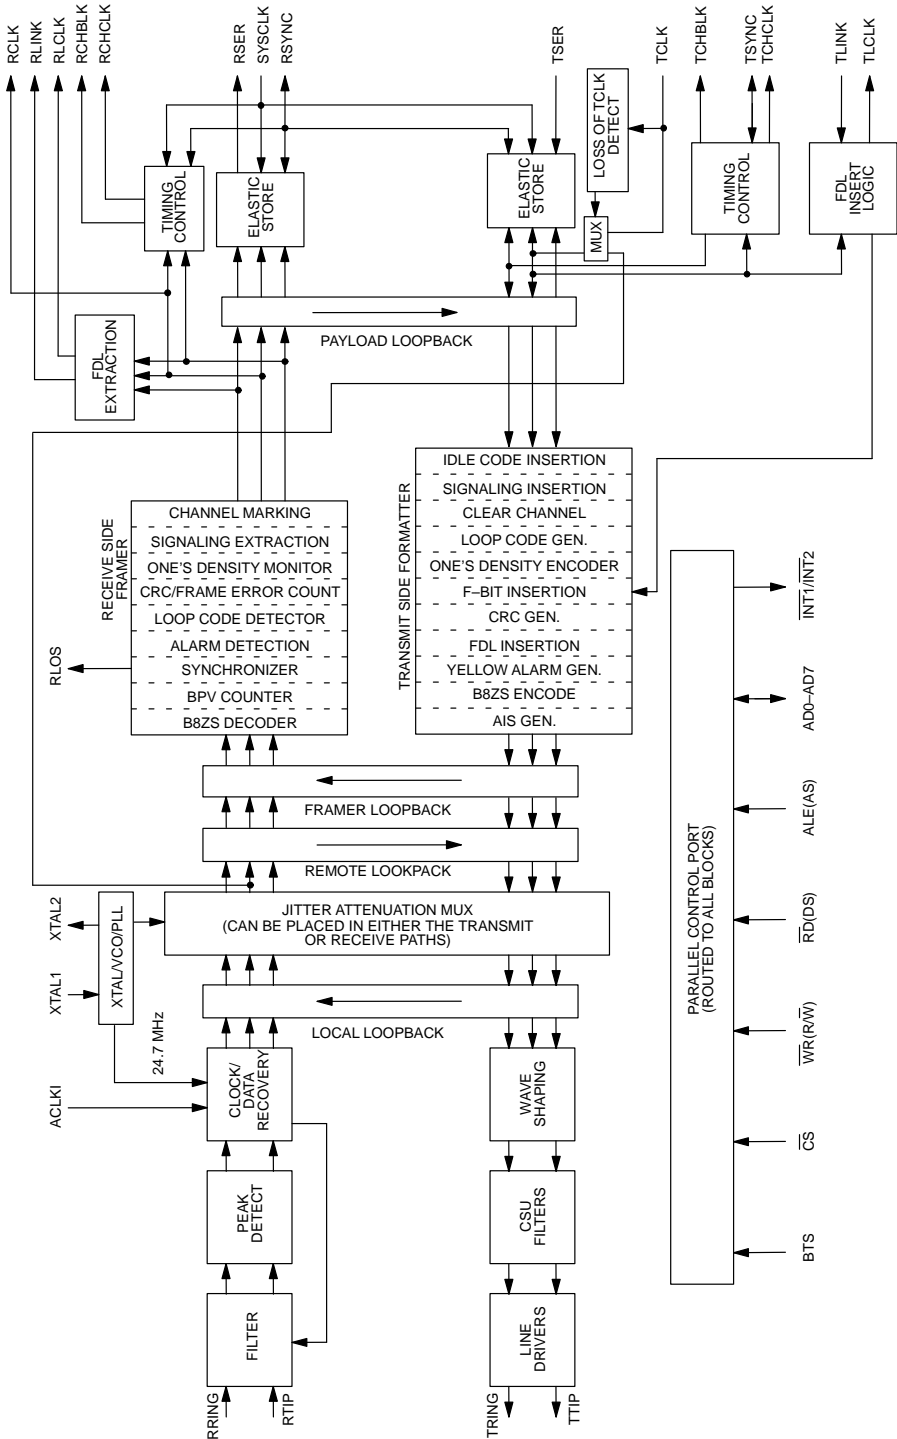 RCLK
RLINK
RLCLK
RCHBLK
RCHCLK
RSER
SYSCLK
RSYNC
TSER
TCLK
TCHBLK
TSYNC
TCHCLK
TLINK
TLCLK
TIMING
CONTROL
ELASTIC
STORE
ELASTIC
STORE
LOSS OF TCLK
DETECT
MUX
TIMING
CONTROL
FDL
INSERT
LOGIC
FDL
EXTRACTION
PAYLOAD LOOPBACK
RECEIVE SIDE
FRAMER
CHANNEL MARKING
SIGNALING EXTRACTION
ONE'S DENSITY MONITOR
CRC/FRAME ERROR COUNT
LOOP CODE DETECTOR
ALARM DETECTION
SYNCHRONIZER
BPV COUNTER
B8ZS DECODER
RLOS
TRANSMIT SIDE FORMATTER
IDLE CODE INSERTION
SIGNALING INSERTION
CLEAR CHANNEL
LOOP CODE GEN.
ONE'S DENSITY ENCODER
F–BIT INSERTION
CRC GEN.
FDL INSERTION
YELLOW ALARM GEN.
B8ZS ENCODE
AIS GEN.
FRAMER LOOPBACK
REMOTE LOOKPACK
JITTER ATTENUATION MUX
(CAN BE PLACED IN EITHER THE TRANSMIT
OR RECEIVE PATHS)
LOCAL LOOPBACK
XTAL2
XTAL1
XTAL/VCO/PLL
24.7 MHz
ACLKI
CLOCK/
DATA
RECOVERY
PEAK
DETECT
FILTER
RRING
RTIP
WAVE
SHAPING
CSU
FILTERS
LINE
DRIVERS
TRING
TTIP
PARALLEL CONTROL PORT
(ROUTED TO ALL BLOCKS)
INT1/INT2
AD0–AD7
ALE(AS)
RD(DS)
WR(R/W)
CS
BTS